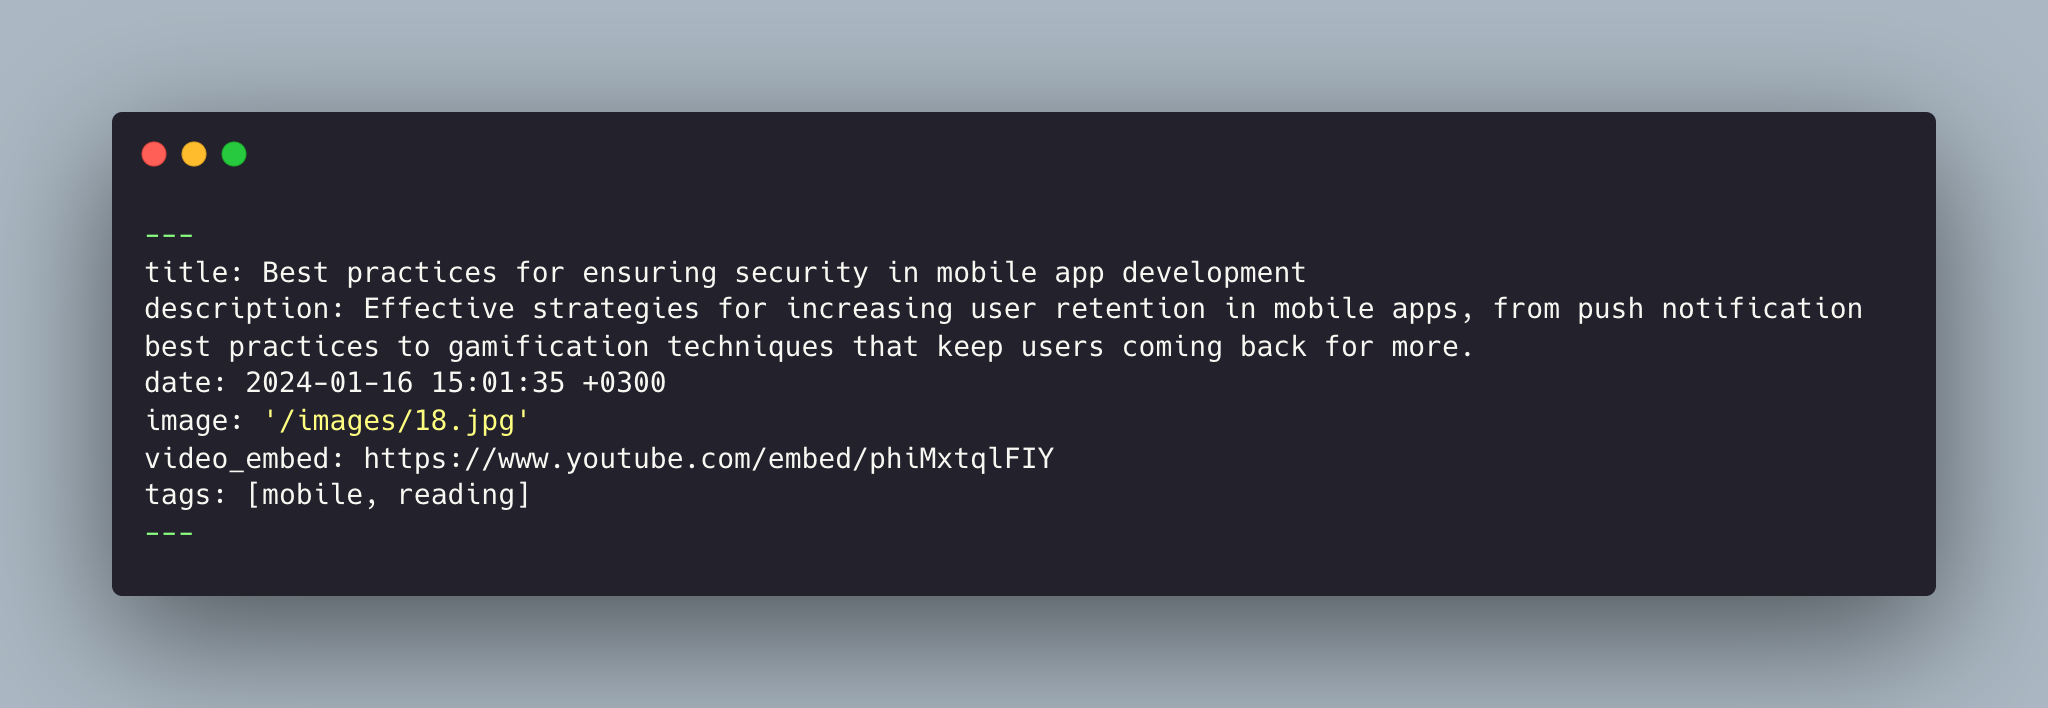 ---
title: Best practices for ensuring security in mobile app development
description: Effective strategies for increasing user retention in mobile apps, from push notification
best practices to gamification techniques that keep users coming back for more.
date: 2024-01-16 15:01:35 +0300
image: '/images/18.jpg'
video_embed: https://www.youtube.com/embed/phiMxtqlFIY
tags: [mobile, reading]
---